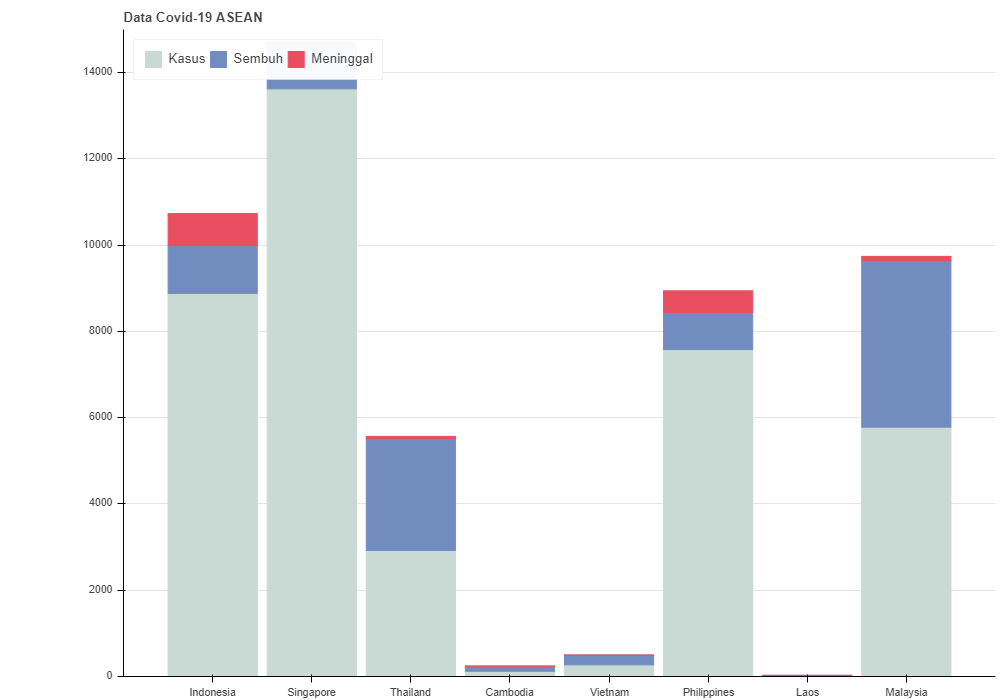 Data Covid-19 ASEAN
Kasus Sembuh Meninggal
14000
12000
10000
8000
6000
4000
2000
0
Indonesia Singapore Thailand Cambodia Vietnam Philippines Laos Malaysia